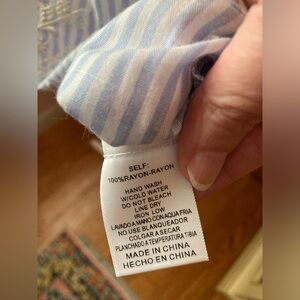 SELF:
100%RAYON-RAYON
HAND WASH
W/COLD WATER
DO NOT BLEACH
LINE DRY
IRON LOW
LAVADO A MANO CON AQUA FRIA
NO USE BLANQUEADOR
COLGAR A SECAR
PLANCHADO A TEMPERATURA TIBIA
MADE IN CHINA
HECHO EN CHINA